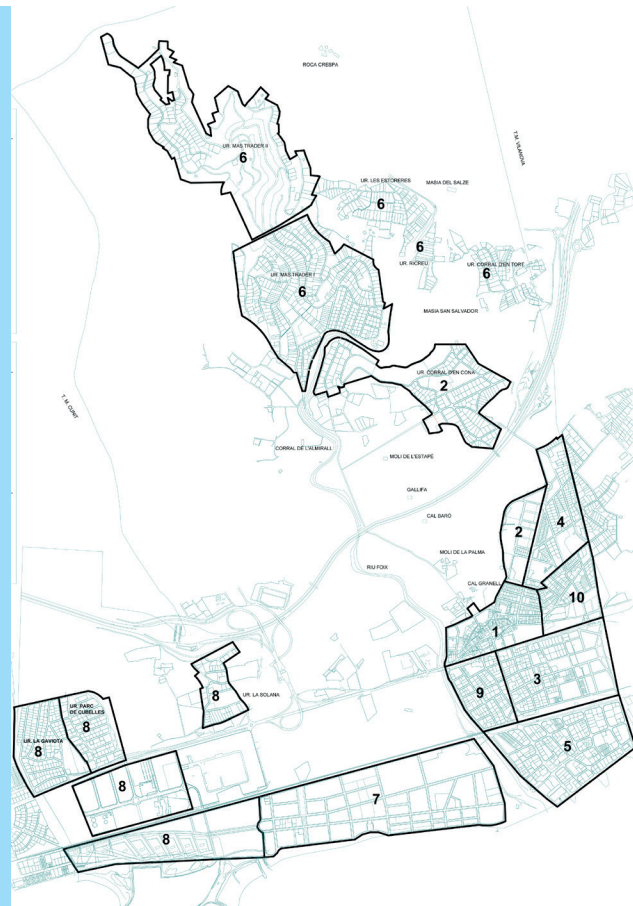 ROCA CRESPA
T.M. VILANOVA
UR. MAS TRADER II
6
UR. LES ESTORERES
MASIA DEL SALZE
6
6
UR. RICREU
UR. CORRAL D'EN TORT
6
UR. MAS TRADER I
6
MASIA SAN SALVADOR
UR. CORRAL D'EN CONA
2
T. M. CUNIT
CORRAL DE L'ALMIRALL
MOLI DE L'ESTAPÉ
GALLIFA
CAL BARÓ
2
4
MOLI DE LA PALMA
RIU FOIX
CAL GRANELL
10
1
9
3
8
UR. LA SOLANA
UR. PARC
DE CUBELLES
8
UR. LA GAVIOTA
8
5
8
7
8